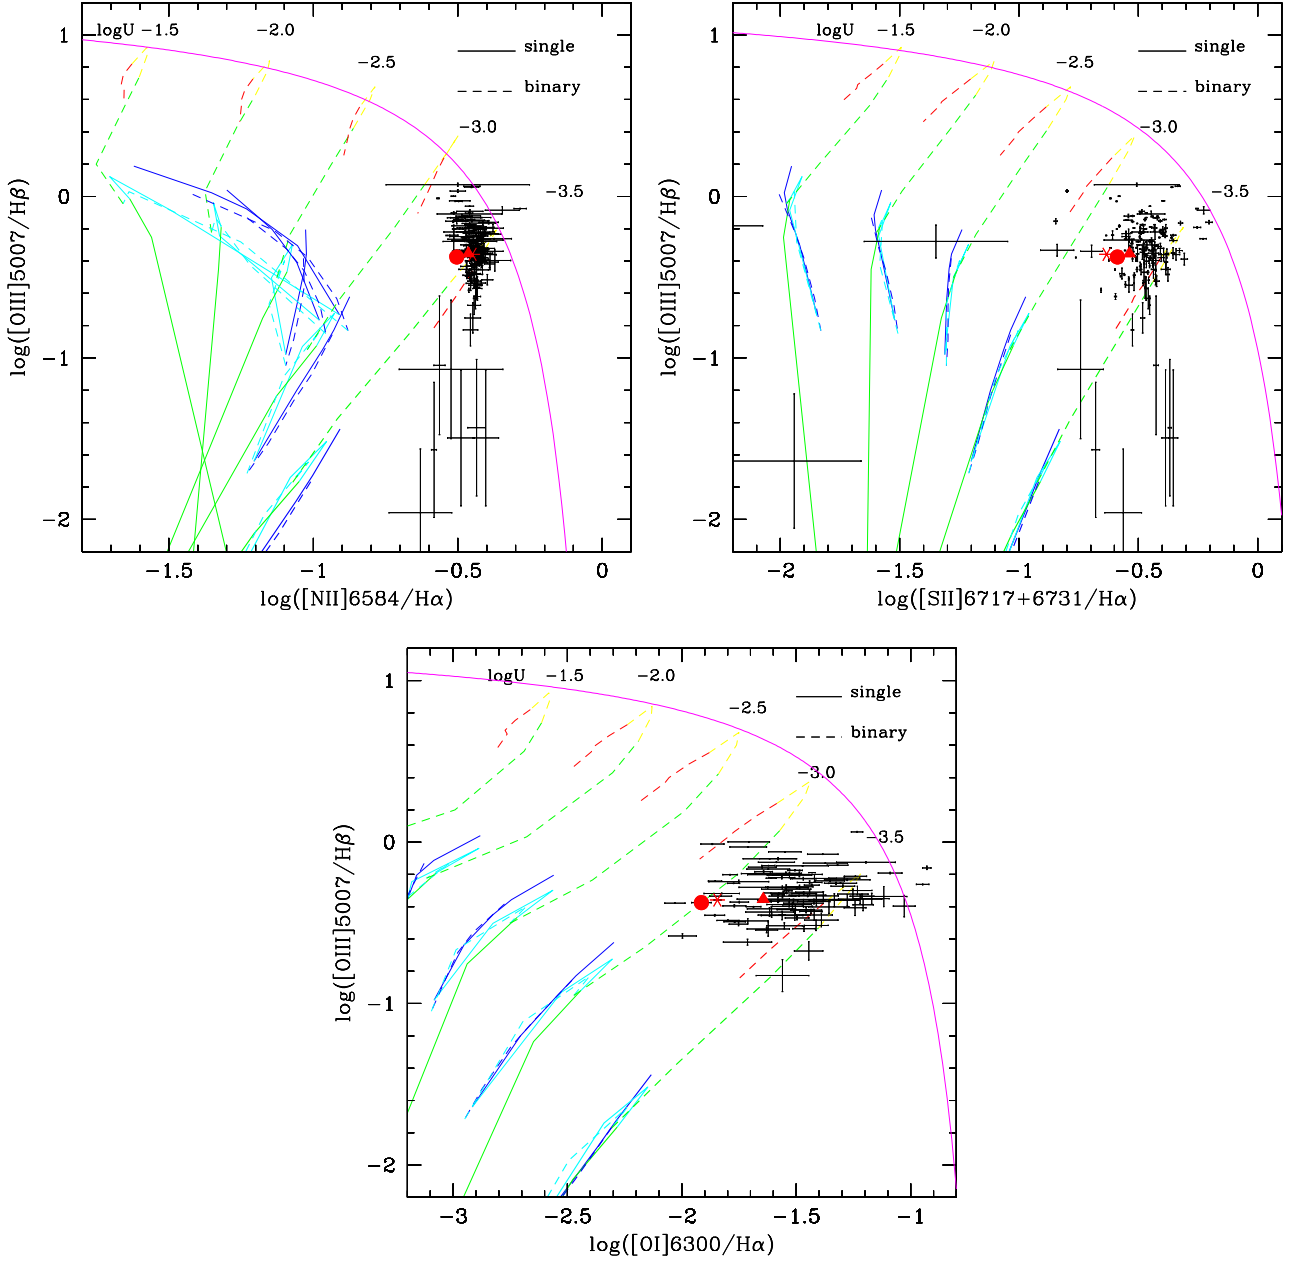 logU −1.5 −2.0
−2.5
−3.0
−3.5
single
binary
1
0
−1
−2
log([OIII]5007/Hβ)
−1.5 −1 −0.5 0
log([NII]6584/Hα)
logU −1.5 −2.0
−2.5
−3.0
−3.5
single
binary
1
0
−1
−2
log([OIII]5007/Hβ)
−2 −1.5 −1 −0.5 0
log([SII]6717+6731/Hα)
logU −1.5 −2.0
−2.5
−3.0
−3.5
single
binary
1
0
−1
−2
log([OIII]5007/Hβ)
−3 −2.5 −2 −1.5 −1
log([OI]6300/Hα)